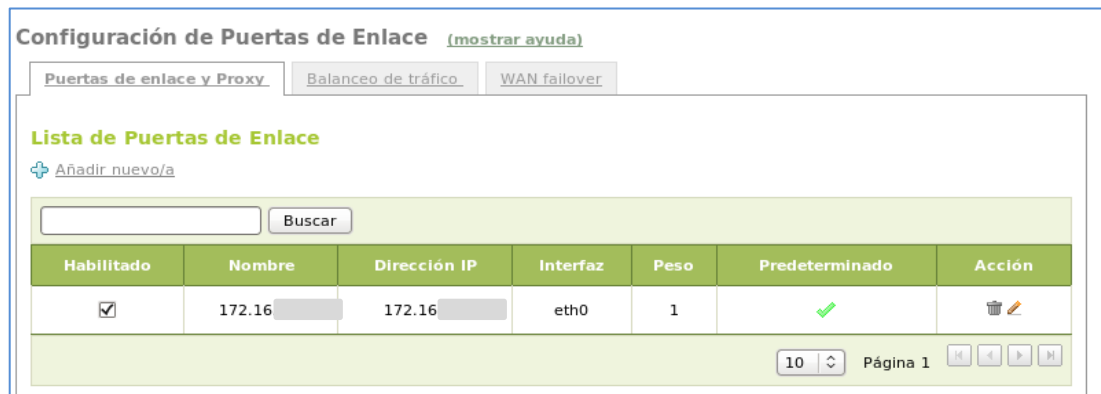 Configuración de Puertas de Enlace (mostrar ayuda)
Puertas de enlace y Proxy Balanceo de tráfico WAN failover
Lista de Puertas de Enlace
Añadir nuevo/a
Buscar
Habilitado Nombre Dirección IP Interfaz Peso Predeterminado Acción
172.16 172.16 eth0 1
10 Página 1